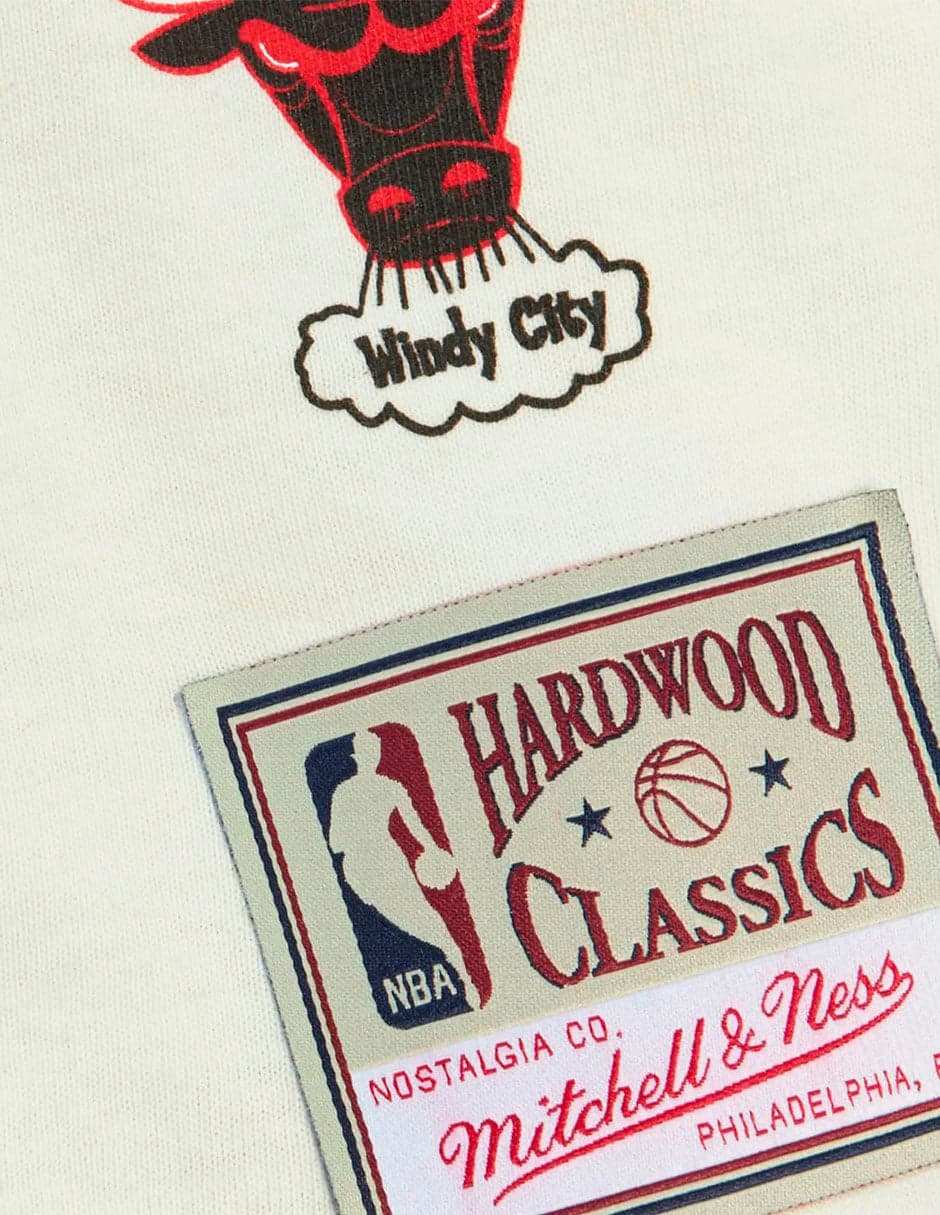 Windy City
HARDWOOD
CLASSICS
NBA
NOSTALGIA CO.
Mitchell & Ness
PHILADELPHIA,